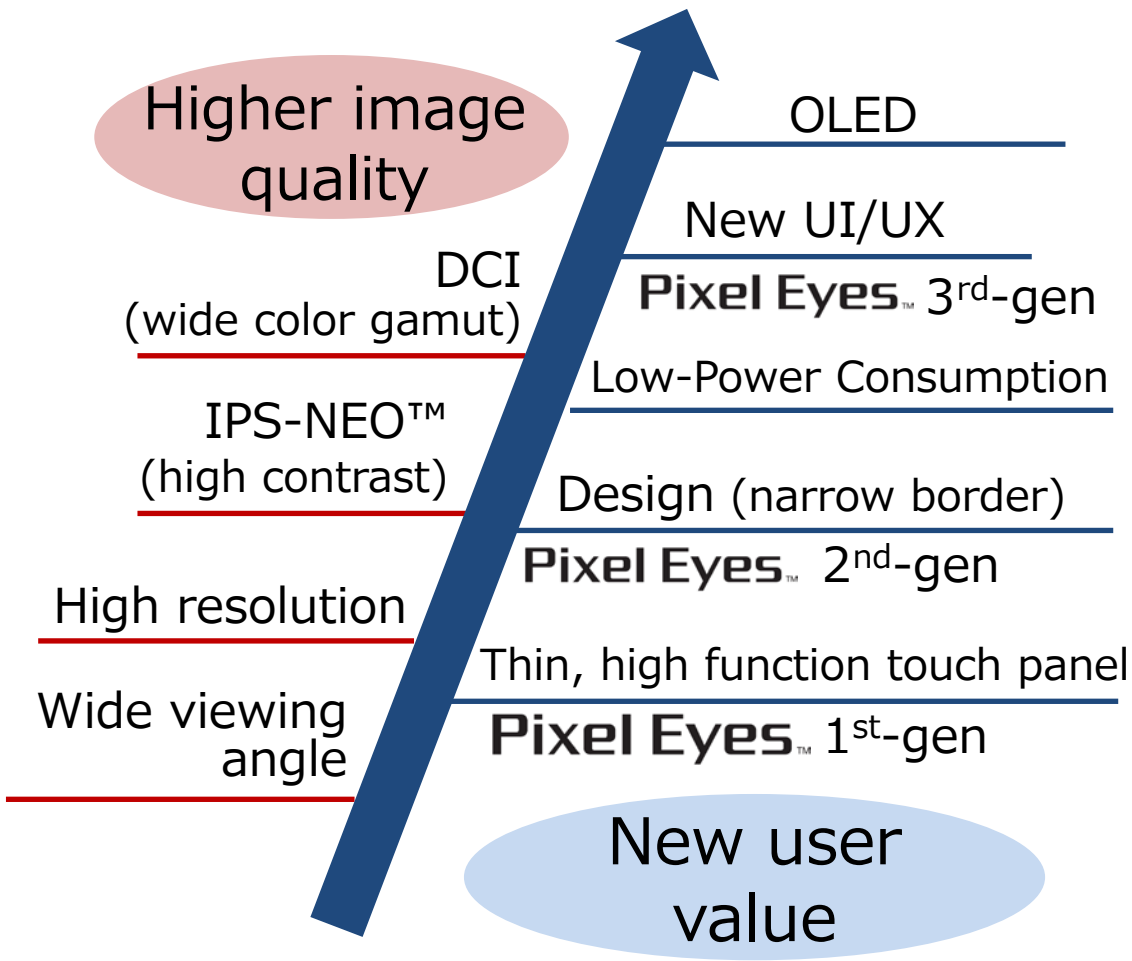 Higher image
quality
DCI
(wide color gamut)
IPS-NEO™
(high contrast)
High resolution
Wide viewing
angle
OLED
New UI/UX
Pixel Eyes™ 3rd-gen
Low-Power Consumption
Design (narrow border)
Pixel Eyes™ 2nd-gen
Thin, high function touch panel
Pixel Eyes™ 1st-gen
New user
value